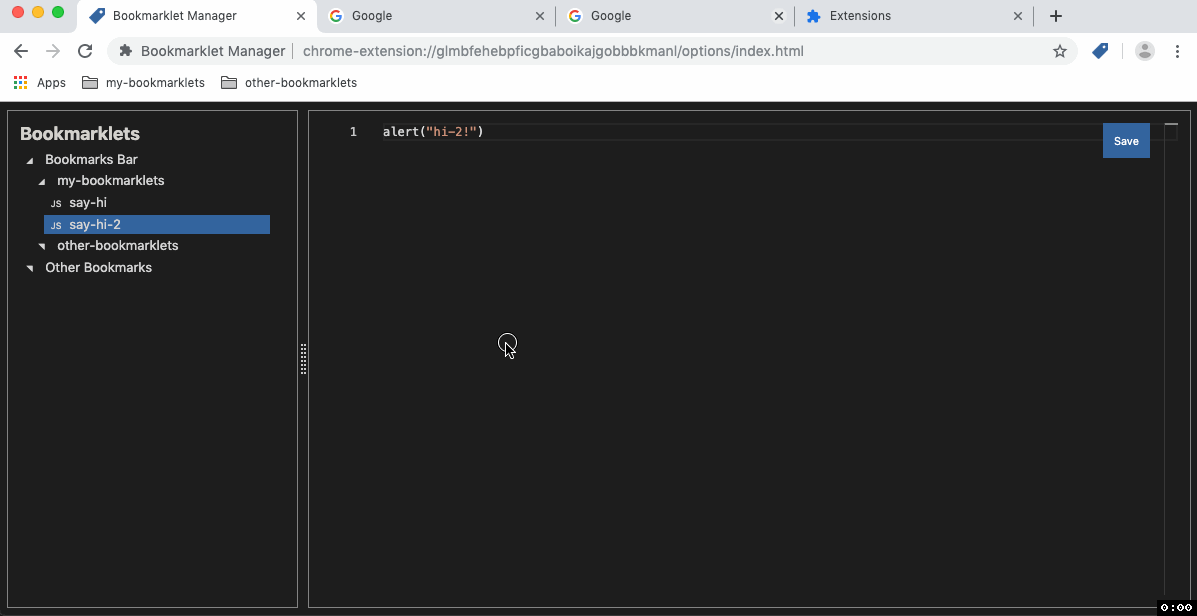 Bookmarklet Manager
Google
Google
Extensions
Bookmarklet Manager chrome-extension://glmbfehebpficgbaboikajgobbbkmanl/options/index.html
Apps my-bookmarklets other-bookmarklets
Bookmarklets
Bookmarks Bar
my-bookmarklets
JS say-hi
JS say-hi-2
other-bookmarklets
Other Bookmarks
1 alert("hi-2!")
Save
0:00